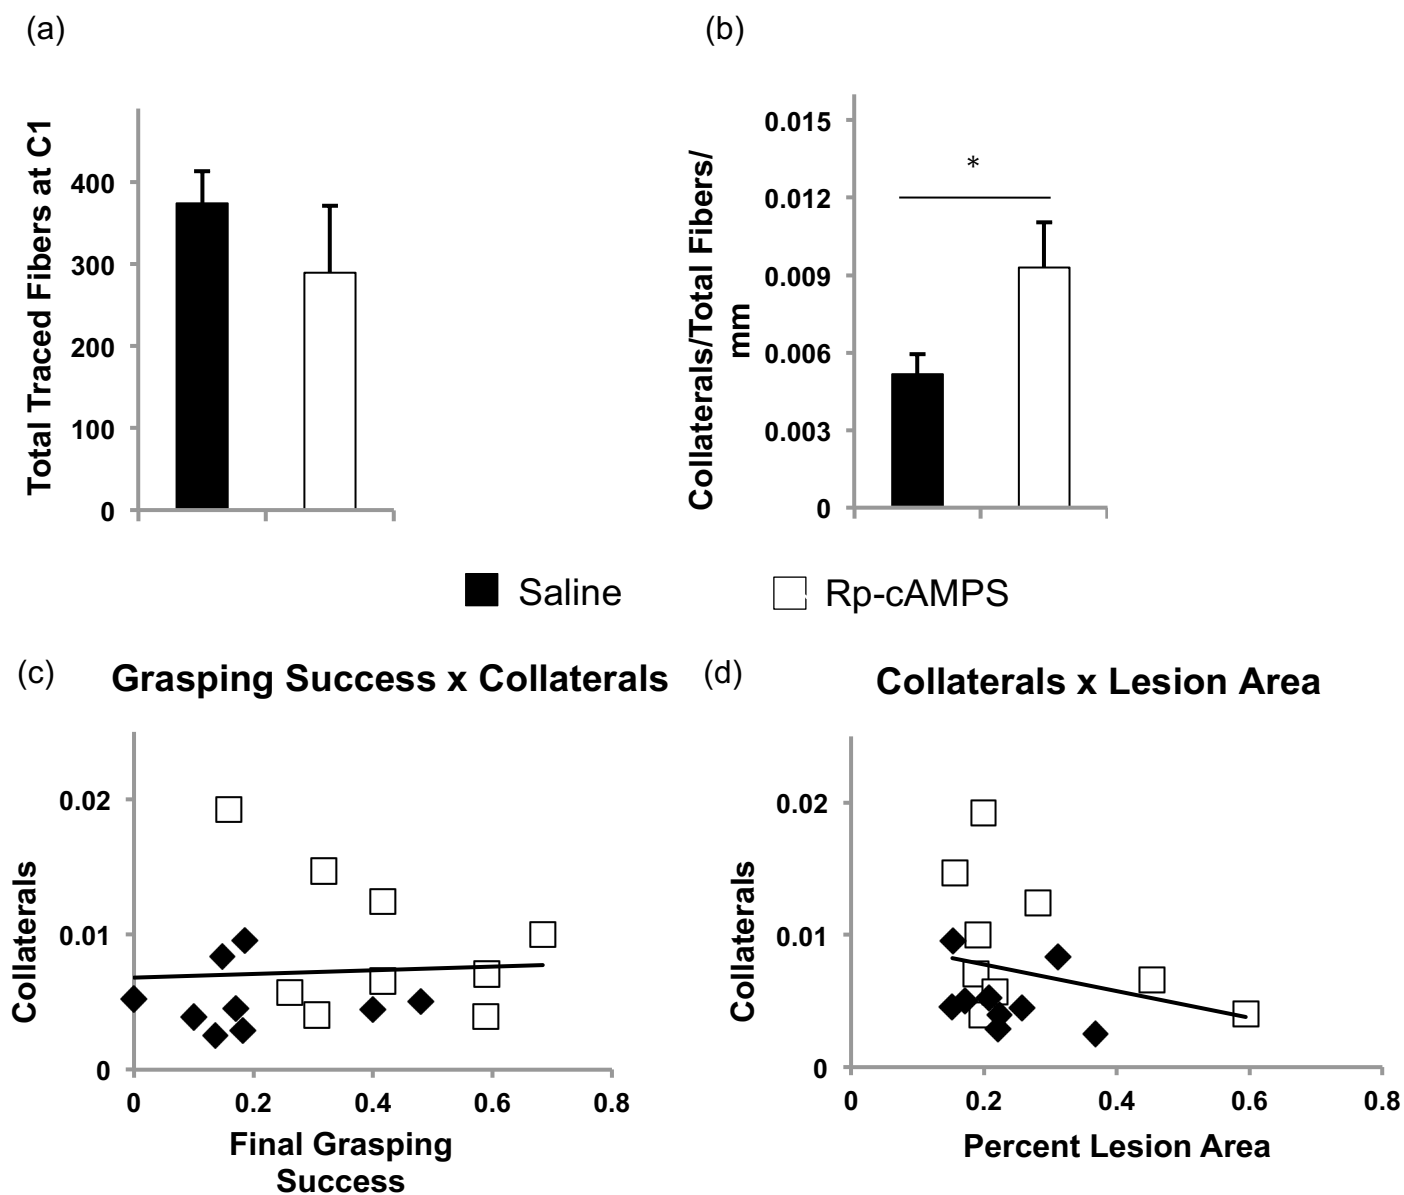 (a)
Total Traced Fibers at C1
400
300
200
100
0
(b)
Collaterals/Total Fibers/
mm
0.015
0.012
0.009
0.006
0.003
0
*
Saline
Rp-cAMPS
(c)
Grasping Success x Collaterals
Collaterals
0.02
0.01
0
0
0.2
0.4
0.6
0.8
Final Grasping
Success
(d)
Collaterals x Lesion Area
Collaterals
0.02
0.01
0
0
0.2
0.4
0.6
0.8
Percent Lesion Area